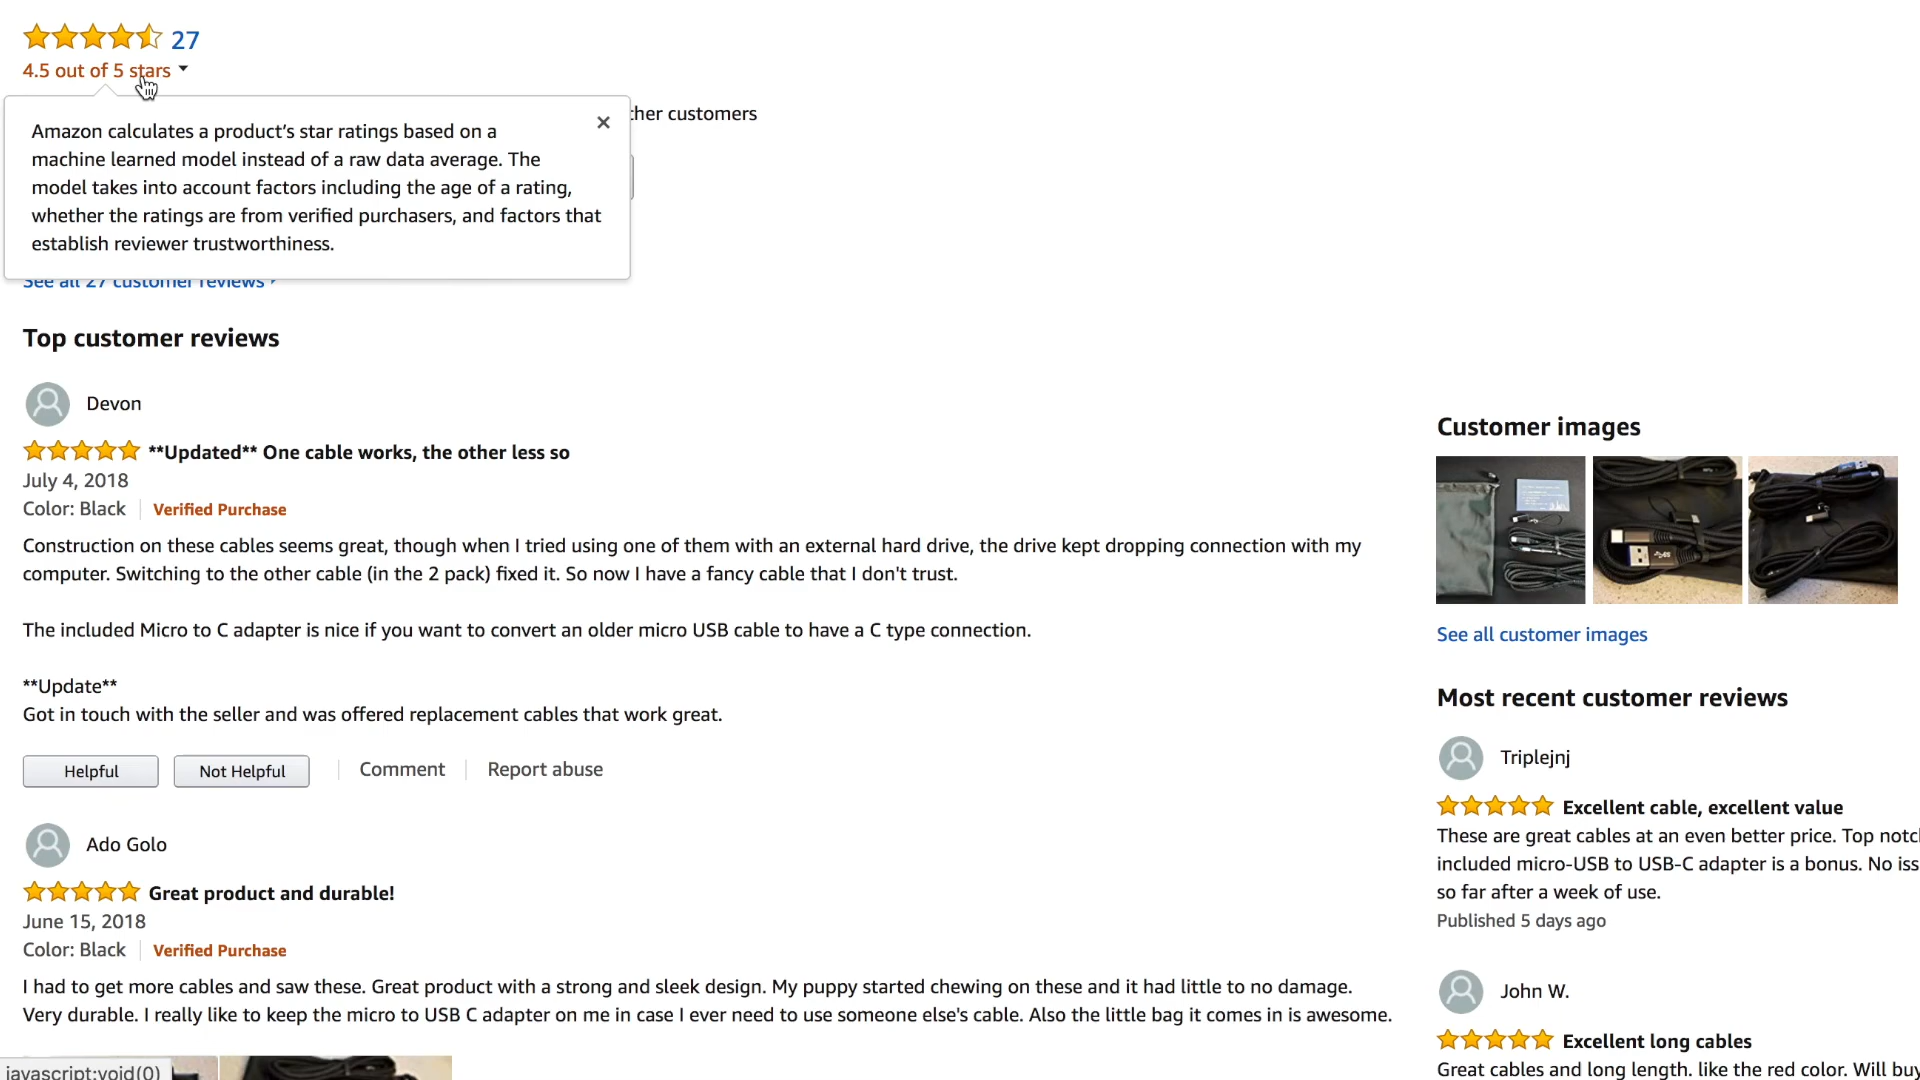 27
4.5 out of 5 stars
ther customers
Amazon calculates a product's star ratings based on a
machine learned model instead of a raw data average. The
model takes into account factors including the age of a rating,
whether the ratings are from verified purchasers, and factors that
establish reviewer trustworthiness.
See all 27 customer reviews
Top customer reviews
Devon
**Updated** One cable works, the other less so
July 4, 2018
Color: Black | Verified Purchase
Construction on these cables seems great, though when I tried using one of them with an external hard drive, the drive kept dropping connection with my
computer. Switching to the other cable (in the 2 pack) fixed it. So now I have a fancy cable that I don't trust.
The included Micro to C adapter is nice if you want to convert an older micro USB cable to have a C type connection.
**Update**
Got in touch with the seller and was offered replacement cables that work great.
Helpful Not Helpful | Comment | Report abuse
Ado Golo
Great product and durable!
June 15, 2018
Color: Black | Verified Purchase
I had to get more cables and saw these. Great product with a strong and sleek design. My puppy started chewing on these and it had little to no damage.
Very durable. I really like to keep the micro to USB C adapter on me in case I ever need to use someone else's cable. Also the little bag it comes in is awesome.
javascript:void(0)
Customer images
See all customer images
Most recent customer reviews
Triplejnj
Excellent cable, excellent value
These are great cables at an even better price. Top notc
included micro-USB to USB-C adapter is a bonus. No iss
so far after a week of use.
Published 5 days ago
John W.
Excellent long cables
Great cables and long length. like the red color. Will buy